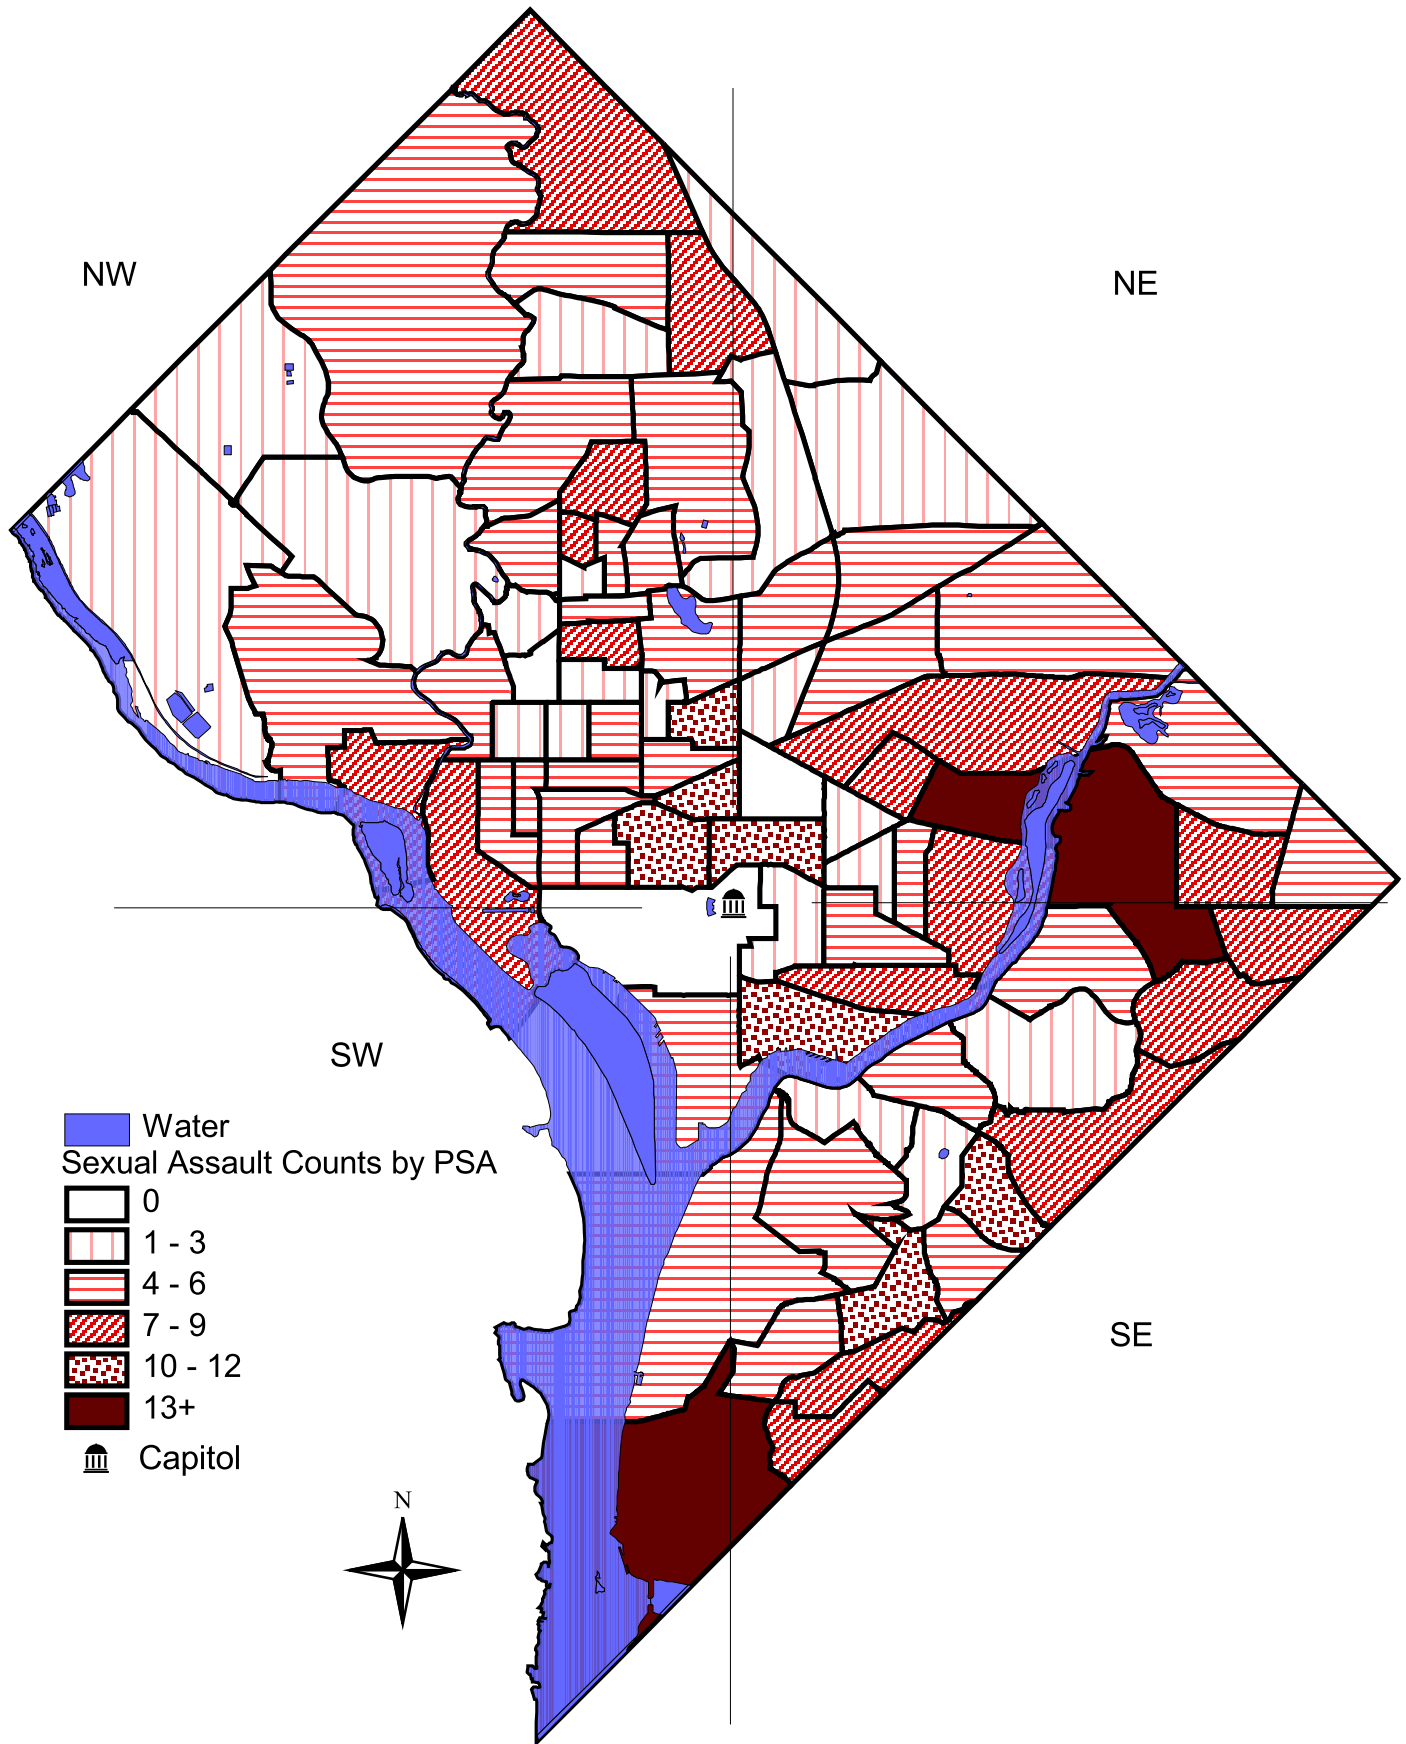 NW
NE
SW
Water
Sexual Assault Counts by PSA
0
1 - 3
4 - 6
7 - 9
SE
10 - 12
13+
Capitol
N